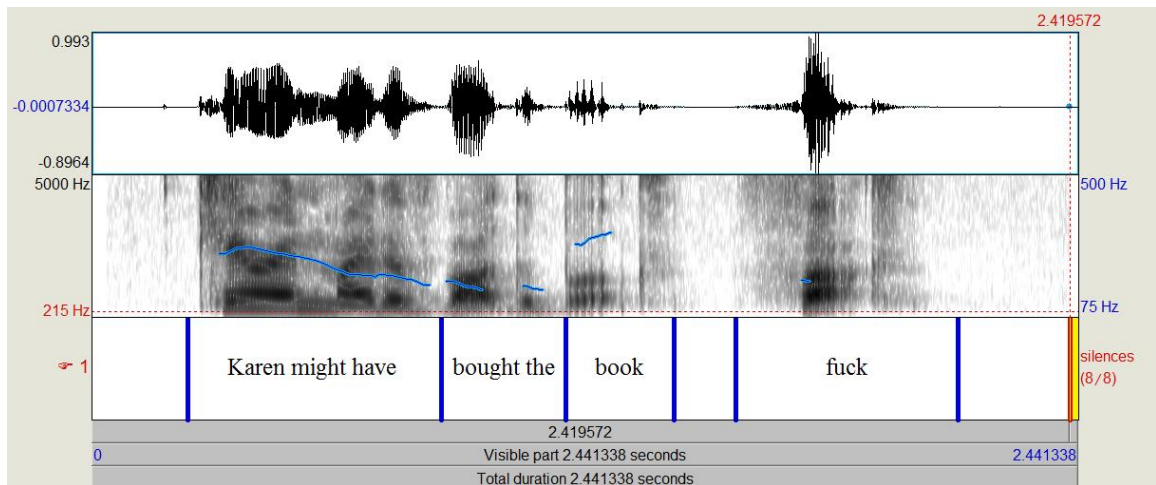 2.419572
0.993
-0.0007334
-0.8964
5000 Hz 500 Hz
215 Hz 75 Hz
☞ 1 Karen might have bought the book fuck silences
(8/8)
2.419572
0 Visible part 2.441338 seconds 2.441338
Total duration 2.441338 seconds